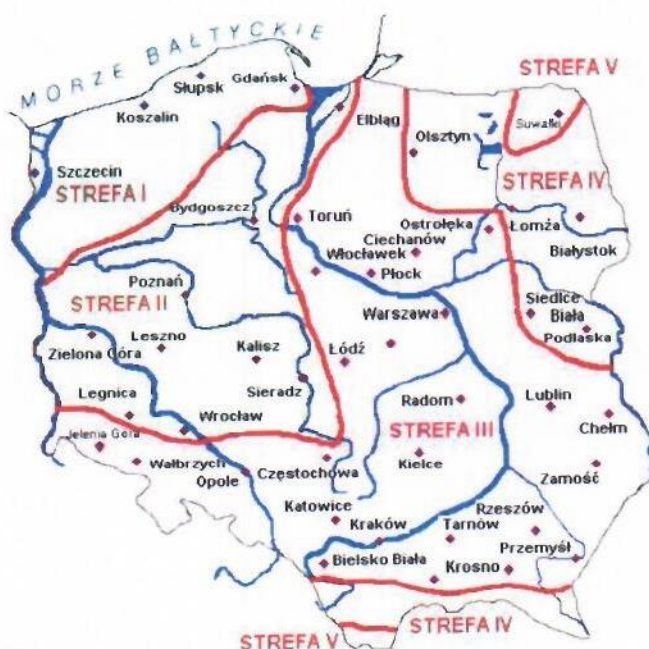 MORZE BAŁTYCKIE
STREFA V
Słupsk
Gdańsk
Koszalin
Elbląg
Suwałki
Olsztyn
Szczecin
STREFA I
STREFA IV
Bydgoszcz
Toruń
Ostrołęka
Łomża
Ciechanów
Włocławek
Białystok
Płock
Poznań
STREFA II
Siedlce
Warszawa
Biała
Podlaska
Leszno
Zielona Góra
Kalisz
Łódź
Sieradz
Legnica
Radom
Lublin
Wrocław
STREFA III
Chełm
Jelenia Góra
Wałbrzych
Częstochowa
Kielce
Opole
Zamość
Katowice
Rzeszów
Kraków
Tarnów
Przemyśl
Bielsko Biała
Krosno
STREFA V
STREFA IV